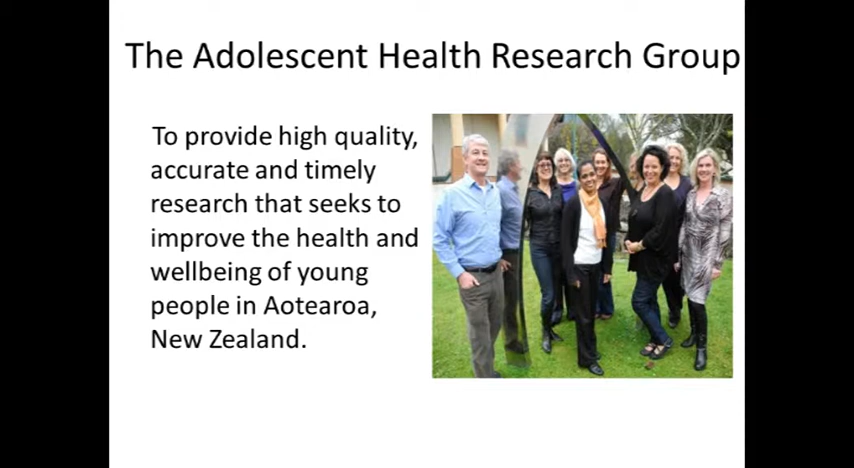 The Adolescent Health Research Group
To provide high quality,
accurate and timely
research that seeks to
improve the health and
wellbeing of young
people in Aotearoa,
New Zealand.